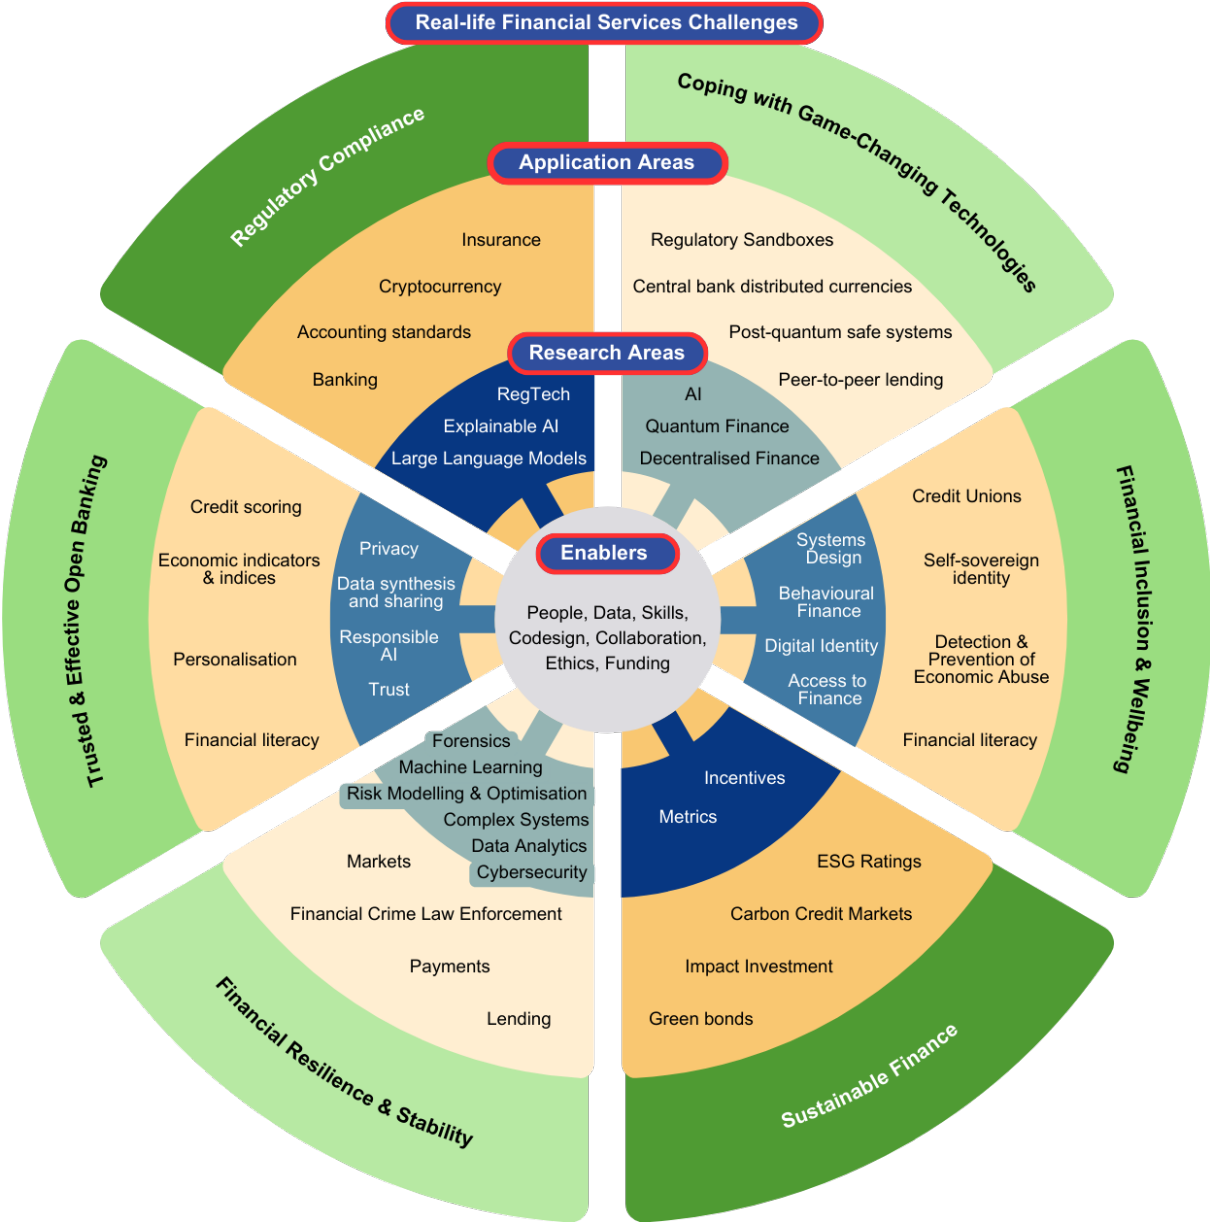 Real-life Financial Services Challenges
Regulatory Compliance
Coping with Game-Changing Technologies
Application Areas
Insurance
Cryptocurrency
Accounting standards
Banking
Regulatory Sandboxes
Central bank distributed currencies
Post-quantum safe systems
Peer-to-peer lending
Research Areas
RegTech
Explainable AI
Large Language Models
AI
Quantum Finance
Decentralised Finance
Trusted & Effective Open Banking
Credit scoring
Economic indicators
& indices
Personalisation
Financial literacy
Privacy
Data synthesis
and sharing
Responsible
AI
Trust
Enablers
People, Data, Skills,
Codesign, Collaboration,
Ethics, Funding
Systems
Design
Behavioural
Finance
Digital Identity
Access to
Finance
Credit Unions
Self-sovereign
identity
Detection &
Prevention of
Economic Abuse
Financial literacy
Financial Inclusion & Wellbeing
Forensics
Machine Learning
Risk Modelling & Optimisation
Complex Systems
Data Analytics
Cybersecurity
Markets
Financial Crime Law Enforcement
Payments
Lending
Financial Resilience & Stability
Incentives
Metrics
ESG Ratings
Carbon Credit Markets
Impact Investment
Green bonds
Sustainable Finance